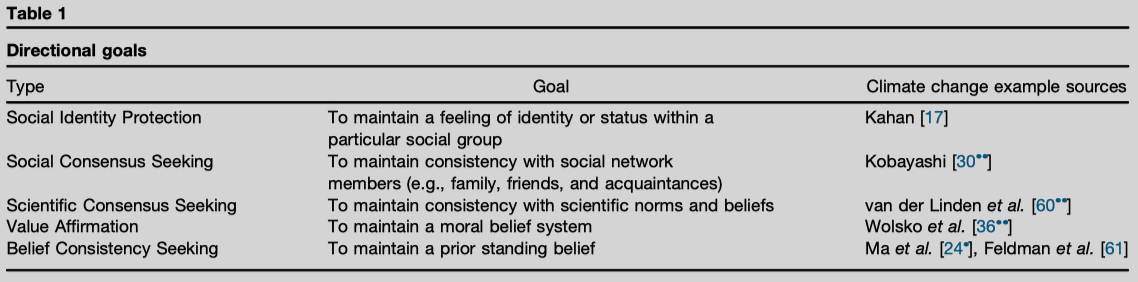 Table 1
Directional goals
Type Goal Climate change example sources
Social Identity Protection To maintain a feeling of identity or status within a Kahan [17]
particular social group
Social Consensus Seeking To maintain consistency with social network Kobayashi [30••]
members (e.g., family, friends, and acquaintances)
Scientific Consensus Seeking To maintain consistency with scientific norms and beliefs van der Linden et al. [60••]
Value Affirmation To maintain a moral belief system Wolsko et al. [36••]
Belief Consistency Seeking To maintain a prior standing belief Ma et al. [24•], Feldman et al. [61]